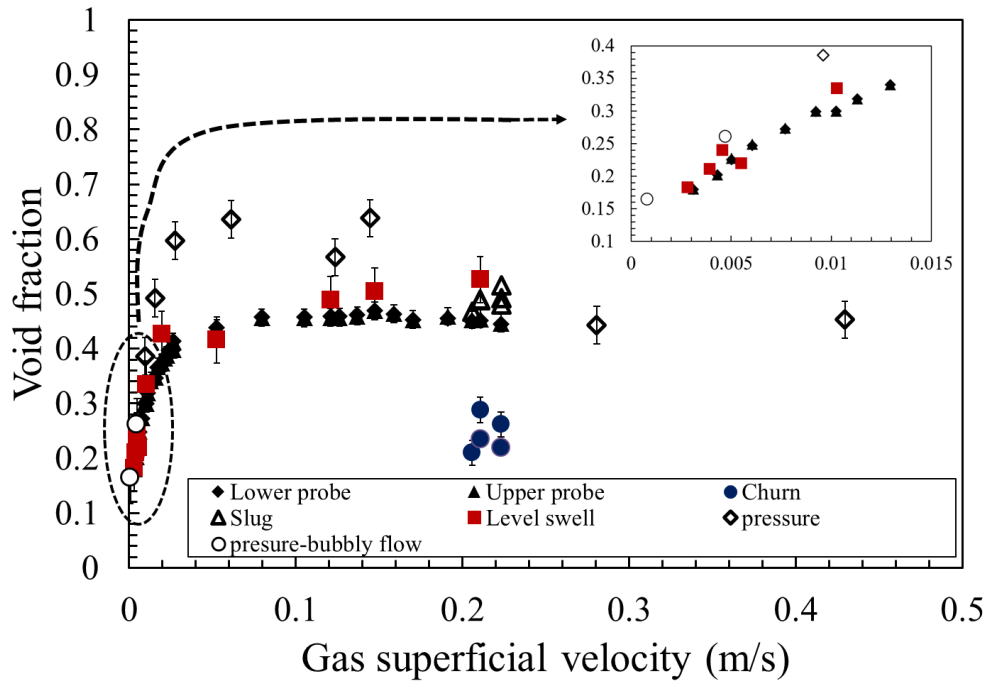 1
0.9
0.8
0.7
0.6
0.5
0.4
0.3
0.2
0.1
0
Void fraction
0.4
0.35
0.3
0.25
0.2
0.15
0.1
0 0.005 0.01 0.015
Lower probe Upper probe Churn
Slug Level swell pressure
presure-bubbly flow
0 0.1 0.2 0.3 0.4 0.5
Gas superficial velocity (m/s)